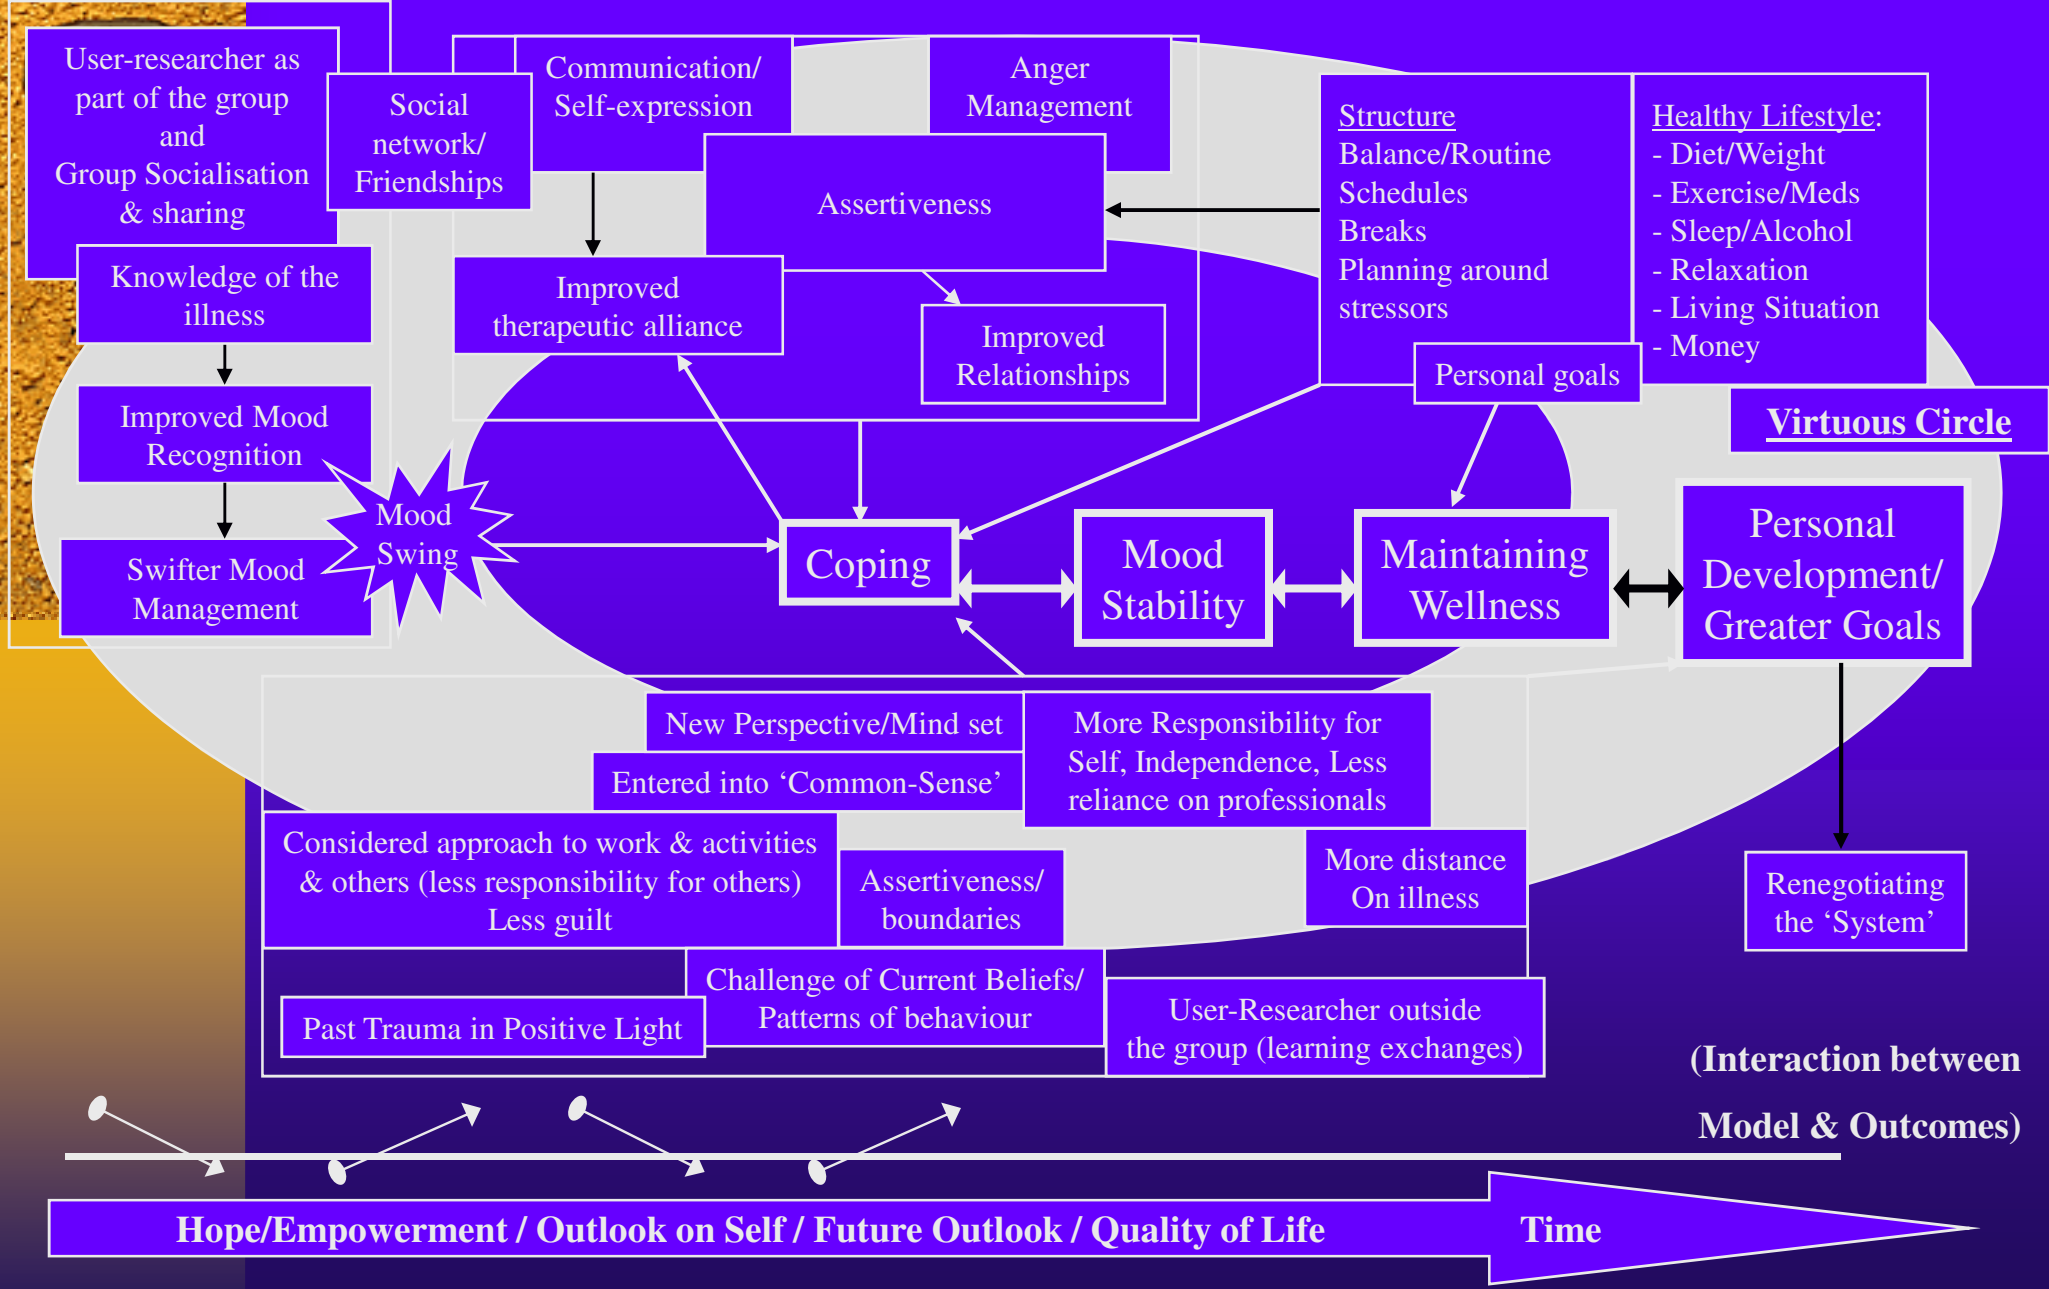 User-researcher as
part of the group
and
Group Socialisation
& sharing
Social
network/
Friendships
Communication/
Self-expression
Anger
Management
Assertiveness
Structure
Balance/Routine
Schedules
Breaks
Planning around
stressors
Healthy Lifestyle:
- Diet/Weight
- Exercise/Meds
- Sleep/Alcohol
- Relaxation
- Living Situation
- Money
Knowledge of the
illness
Improved
therapeutic alliance
Improved
Relationships
Personal goals
Virtuous Circle
Improved Mood
Recognition
Mood
Swing
Swifter Mood
Management
Coping
Mood
Stability
Maintaining
Wellness
Personal
Development/
Greater Goals
New Perspective/Mind set
Entered into ‘Common-Sense’
More Responsibility for
Self, Independence, Less
reliance on professionals
Considered approach to work & activities
& others (less responsibility for others)
Less guilt
Assertiveness/
boundaries
More distance
On illness
Renegotiating
the ‘System’
Challenge of Current Beliefs/
Patterns of behaviour
Past Trauma in Positive Light
User-Researcher outside
the group (learning exchanges)
(Interaction between
Model & Outcomes)
Hope/Empowerment / Outlook on Self / Future Outlook / Quality of Life
Time